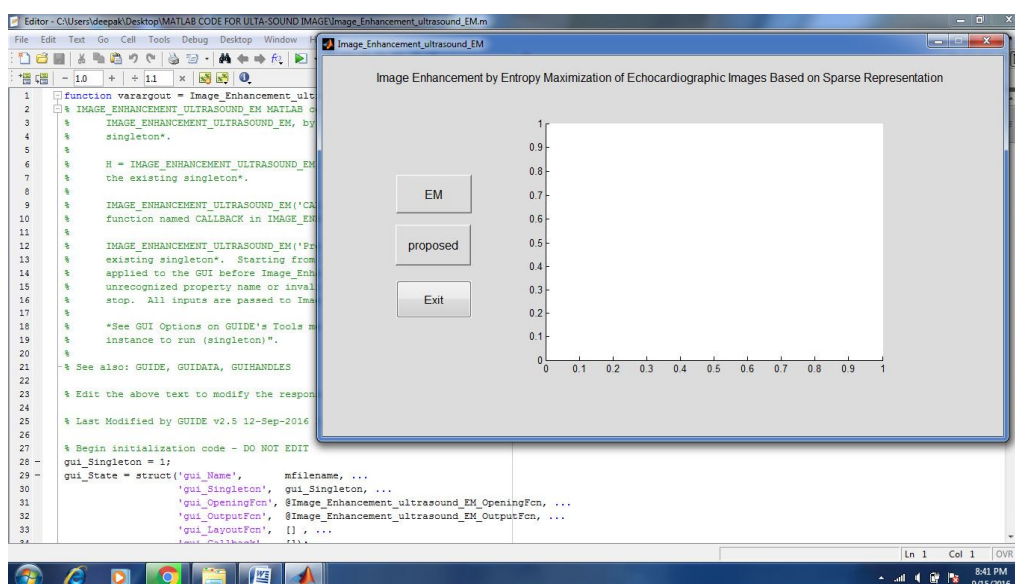 Editor - C:\Users\deepak\Desktop\MATLAB CODE FOR ULTA-SOUND IMAGE\Image_Enhancement_ultrasound_EM.m
File Edit Text Go Cell Tools Debug Desktop Window H
1.0
1.1
1 function varargout = Image_Enhancement_ult
2 % IMAGE_ENHANCEMENT_ULTRASOUND_EM MATLAB c
3 % IMAGE_ENHANCEMENT_ULTRASOUND_EM, by
4 % singleton*.
5 %
6 % H = IMAGE_ENHANCEMENT_ULTRASOUND_EM
7 % the existing singleton*.
8 %
9 % IMAGE_ENHANCEMENT_ULTRASOUND_EM('CA
10 % function named CALLBACK in IMAGE_EN
11 %
12 % IMAGE_ENHANCEMENT_ULTRASOUND_EM('Pr
13 % existing singleton*. Starting from
14 % applied to the GUI before Image_Enh
15 % unrecognized property name or inval
16 % stop. All inputs are passed to Ima
17 %
18 % *See GUI Options on GUIDE's Tools m
19 % instance to run (singleton)".
20 %
21 % See also: GUIDE, GUIDATA, GUIHANDLES
22
23 % Edit the above text to modify the respon
24
25 % Last Modified by GUIDE v2.5 12-Sep-2016
26
27 % Begin initialization code - DO NOT EDIT
28 gui_Singleton = 1;
29 gui_State = struct('gui_Name', mfilename, ...
30 'gui_Singleton', gui_Singleton, ...
31 'gui_OpeningFcn', @Image_Enhancement_ultrasound_EM_OpeningFcn, ...
32 'gui_OutputFcn', @Image_Enhancement_ultrasound_EM_OutputFcn, ...
33 'gui_LayoutFcn', [] , ...
Image_Enhancement_ultrasound_EM
Image Enhancement by Entropy Maximization of Echocardiographic Images Based on Sparse Representation
EM
proposed
Exit
1
0.9
0.8
0.7
0.6
0.5
0.4
0.3
0.2
0.1
0
0 0.1 0.2 0.3 0.4 0.5 0.6 0.7 0.8 0.9 1
Ln 1 Col 1 OVR
8:41 PM
9/15/2016